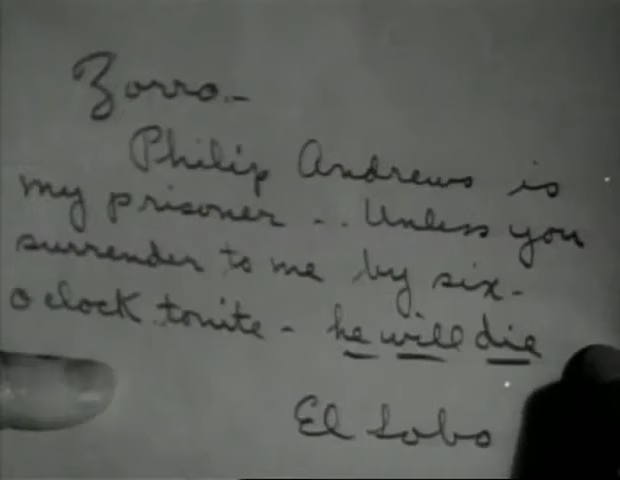 Zorro -
Philip Andrews is
my prisoner - - Unless you
surrender to me by six-
o clock tonite - he will die
El Lobo